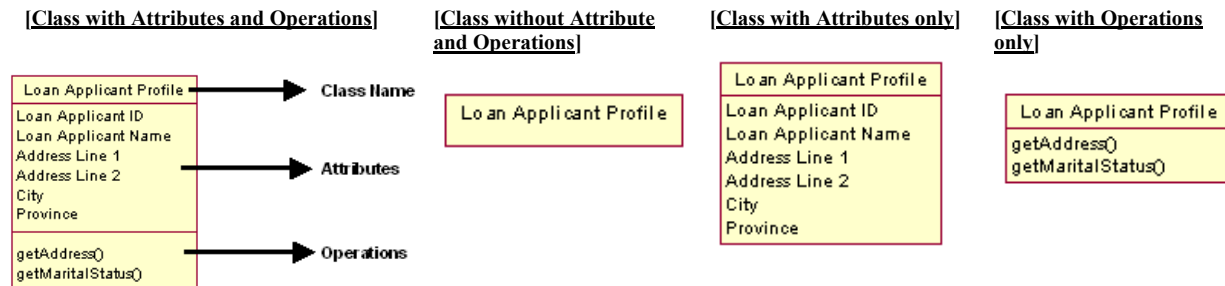 [Class with Attributes and Operations]
Loan Applicant Profile
Class Name
Loan Applicant ID
Loan Applicant Name
Address Line 1
Address Line 2
City
Province
Attributes
getAddress()
getMaritalStatus()
Operations
[Class without Attribute
and Operations]
Loan Applicant Profile
[Class with Attributes only]
Loan Applicant Profile
Loan Applicant ID
Loan Applicant Name
Address Line 1
Address Line 2
City
Province
[Class with Operations
only]
Loan Applicant Profile
getAddress()
getMaritalStatus()